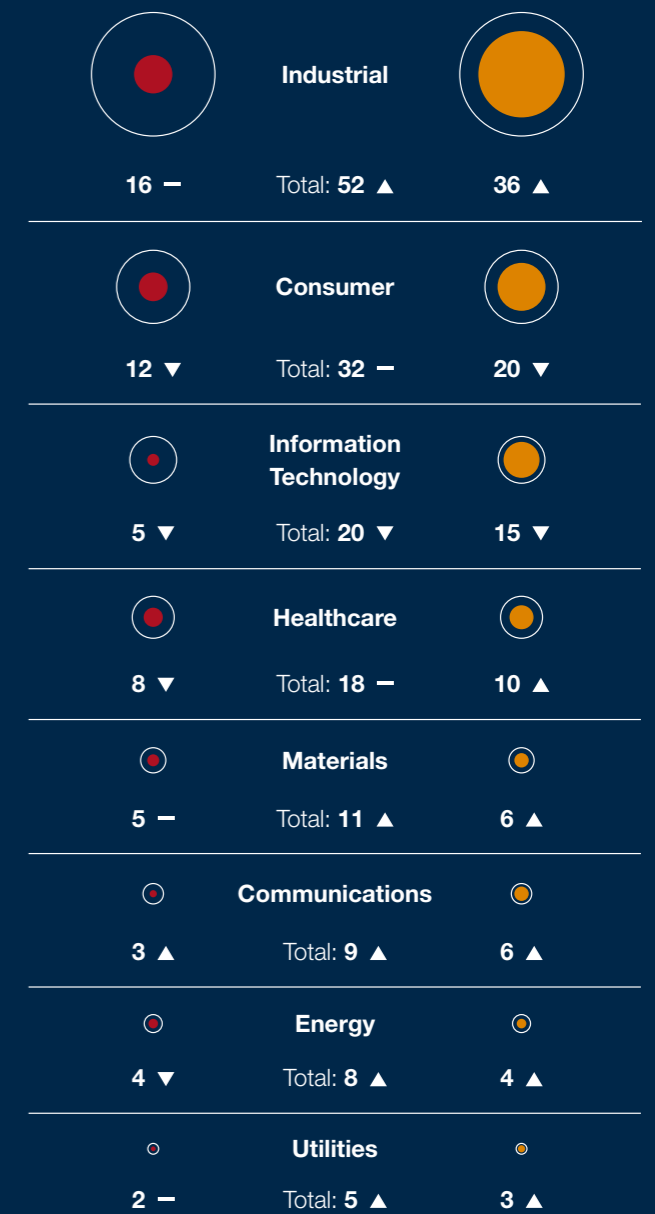 Industrial
16 – Total: 52 ▲ 36 ▲
Consumer
12 ▼ Total: 32 – 20 ▼
Information
Technology
5 ▼ Total: 20 ▼ 15 ▼
Healthcare
8 ▼ Total: 18 – 10 ▲
Materials
5 – Total: 11 ▲ 6 ▲
Communications
3 ▲ Total: 9 ▲ 6 ▲
Energy
4 ▼ Total: 8 ▲ 4 ▲
Utilities
2 – Total: 5 ▲ 3 ▲